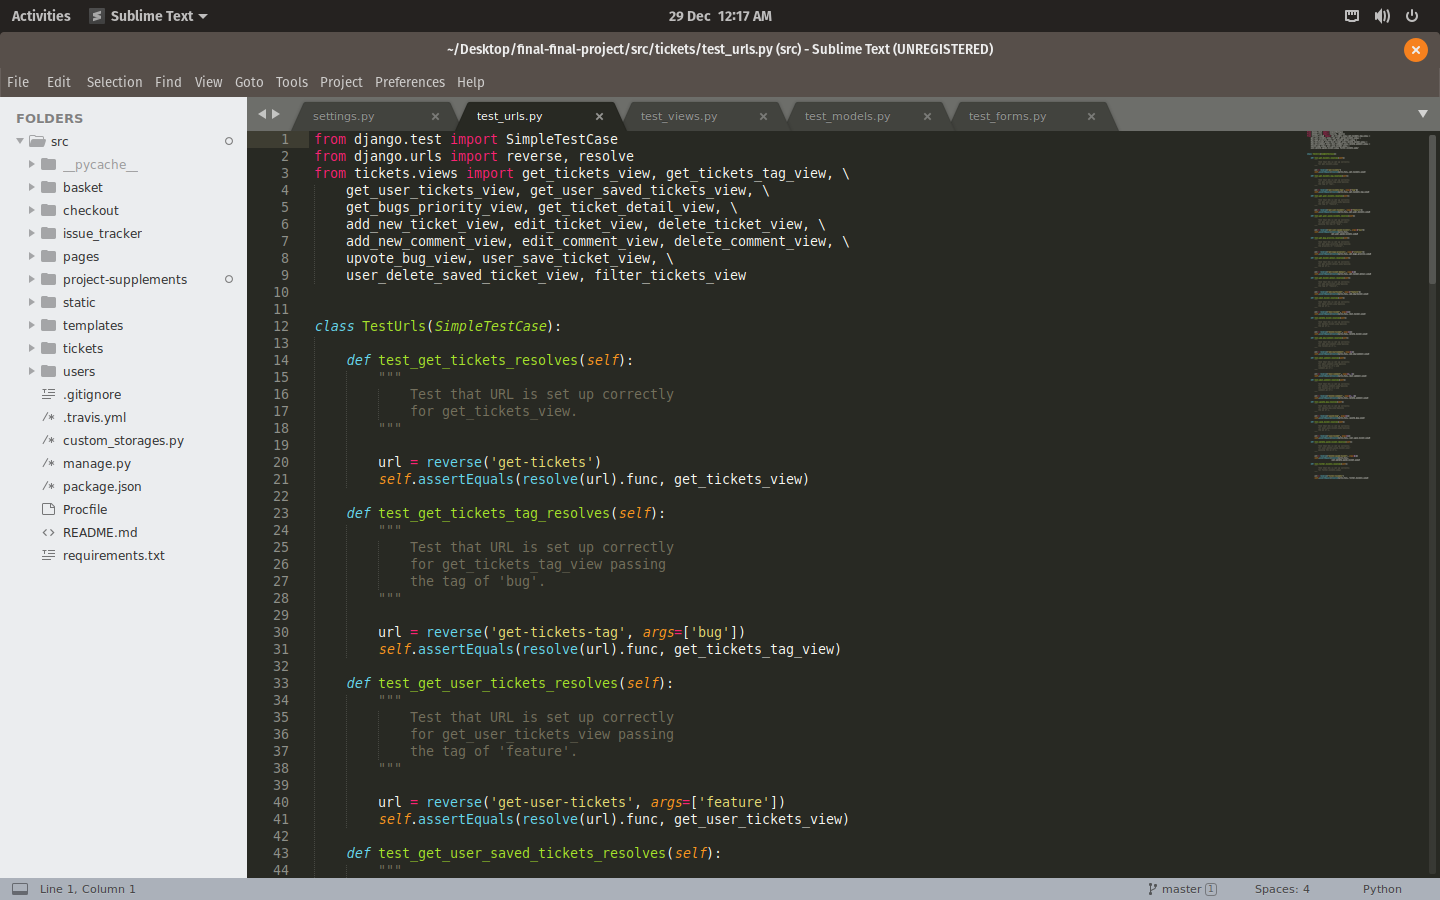 Activities Sublime Text 29 Dec 12:17 AM
~/Desktop/final-final-project/src/tickets/test_urls.py (src) - Sublime Text (UNREGISTERED)
File Edit Selection Find View Goto Tools Project Preferences Help
FOLDERS
src
__pycache__
basket
checkout
issue_tracker
pages
project-supplements
static
templates
tickets
users
.gitignore
.travis.yml
custom_storages.py
manage.py
package.json
Procfile
README.md
requirements.txt
settings.py test_urls.py test_views.py test_models.py test_forms.py
1 from django.test import SimpleTestCase
2 from django.urls import reverse, resolve
3 from tickets.views import get_tickets_view, get_tickets_tag_view, \
4     get_user_tickets_view, get_user_saved_tickets_view, \
5     get_bugs_priority_view, get_ticket_detail_view, \
6     add_new_ticket_view, edit_ticket_view, delete_ticket_view, \
7     add_new_comment_view, edit_comment_view, delete_comment_view, \
8     upvote_bug_view, user_save_ticket_view, \
9     user_delete_saved_ticket_view, filter_tickets_view
10
11
12 class TestUrls(SimpleTestCase):
13
14     def test_get_tickets_resolves(self):
15         """
16             Test that URL is set up correctly
17             for get_tickets_view.
18         """
19
20         url = reverse('get-tickets')
21         self.assertEquals(resolve(url).func, get_tickets_view)
22
23     def test_get_tickets_tag_resolves(self):
24         """
25             Test that URL is set up correctly
26             for get_tickets_tag_view passing
27             the tag of 'bug'.
28         """
29
30         url = reverse('get-tickets-tag', args=['bug'])
31         self.assertEquals(resolve(url).func, get_tickets_tag_view)
32
33     def test_get_user_tickets_resolves(self):
34         """
35             Test that URL is set up correctly
36             for get_user_tickets_view passing
37             the tag of 'feature'.
38         """
39
40         url = reverse('get-user-tickets', args=['feature'])
41         self.assertEquals(resolve(url).func, get_user_tickets_view)
42
43     def test_get_user_saved_tickets_resolves(self):
44         """
Line 1, Column 1 master 1 Spaces: 4 Python